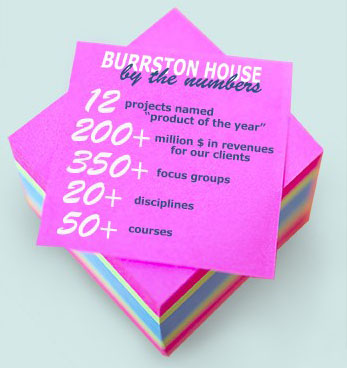 BURRSTON HOUSE
by the numbers
12 projects named
"product of the year"
200+ million $ in revenues
for our clients
350+ focus groups
20+ disciplines
50+ courses